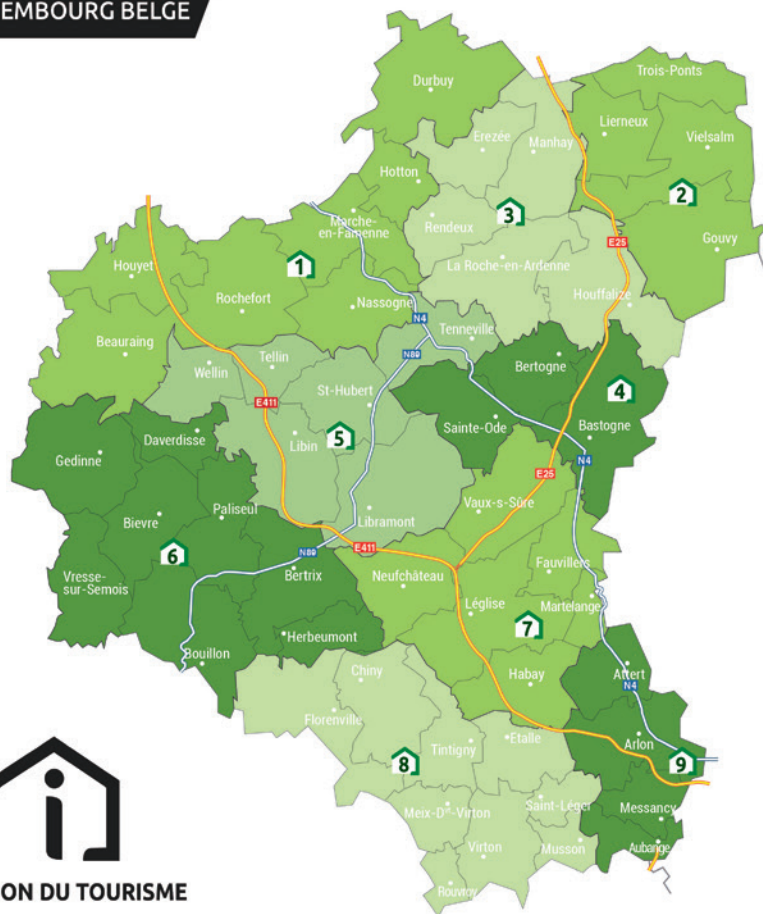 EMBOURG BELGE
Durbuy
Trois-Ponts
Lierneux
Vielsalm
Erezée
Manhay
Hotton
2
3
Marche-
en-Famenne
Rendeux
Gouvy
E25
1
La Roche-en-Ardenne
Houyet
Rochefort
Nassogne
Houffalize
N4
Tenneville
Beauraing
N89
Tellin
Wellin
Bertogne
St-Hubert
4
E411
Sainte-Ode
Bastogne
Daverdisse
5
Libin
Gedinne
N4
E25
Paliseul
Vaux-s-Sûre
Bievre
Libramont
6
N89
E411
Fauvillers
Bertrix
Neufchâteau
Vresse-
sur-Semois
Léglise
Martelange
7
Herbeumont
Bouillon
Habay
Attert
Chiny
N4
Florenville
Etalle
Arlon
Tintigny
8
9
Saint-Léger
Messancy
Meix-Dᵗ-Virton
Virton
Musson
Aubange
Rouvroy
ON DU TOURISME